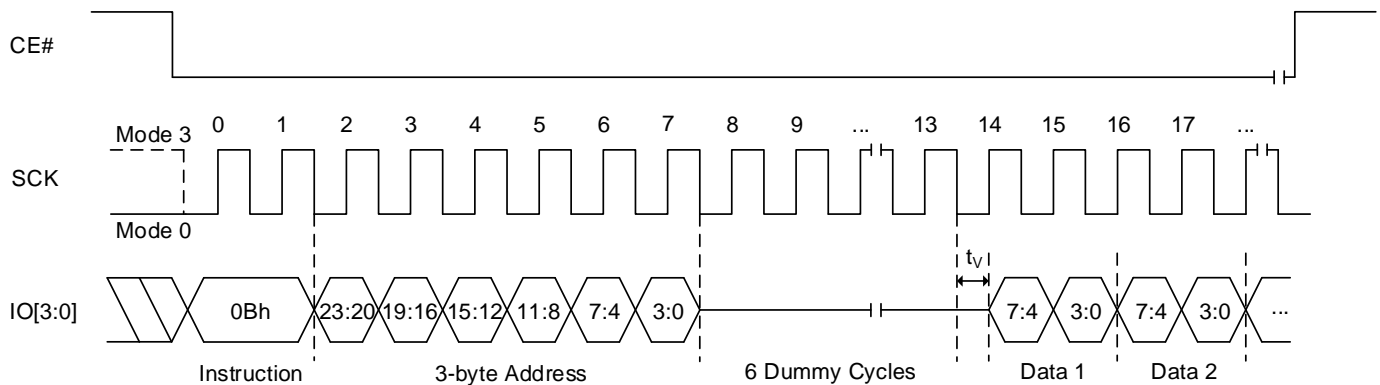 CE#
Mode 3 0 1 2 3 4 5 6 7 8 9 ... 13 14 15 16 17 ...
SCK
Mode 0
tV
IO[3:0] 0Bh 23:20 19:16 15:12 11:8 7:4 3:0 7:4 3:0 7:4 3:0 ...
Instruction 3-byte Address 6 Dummy Cycles Data 1 Data 2